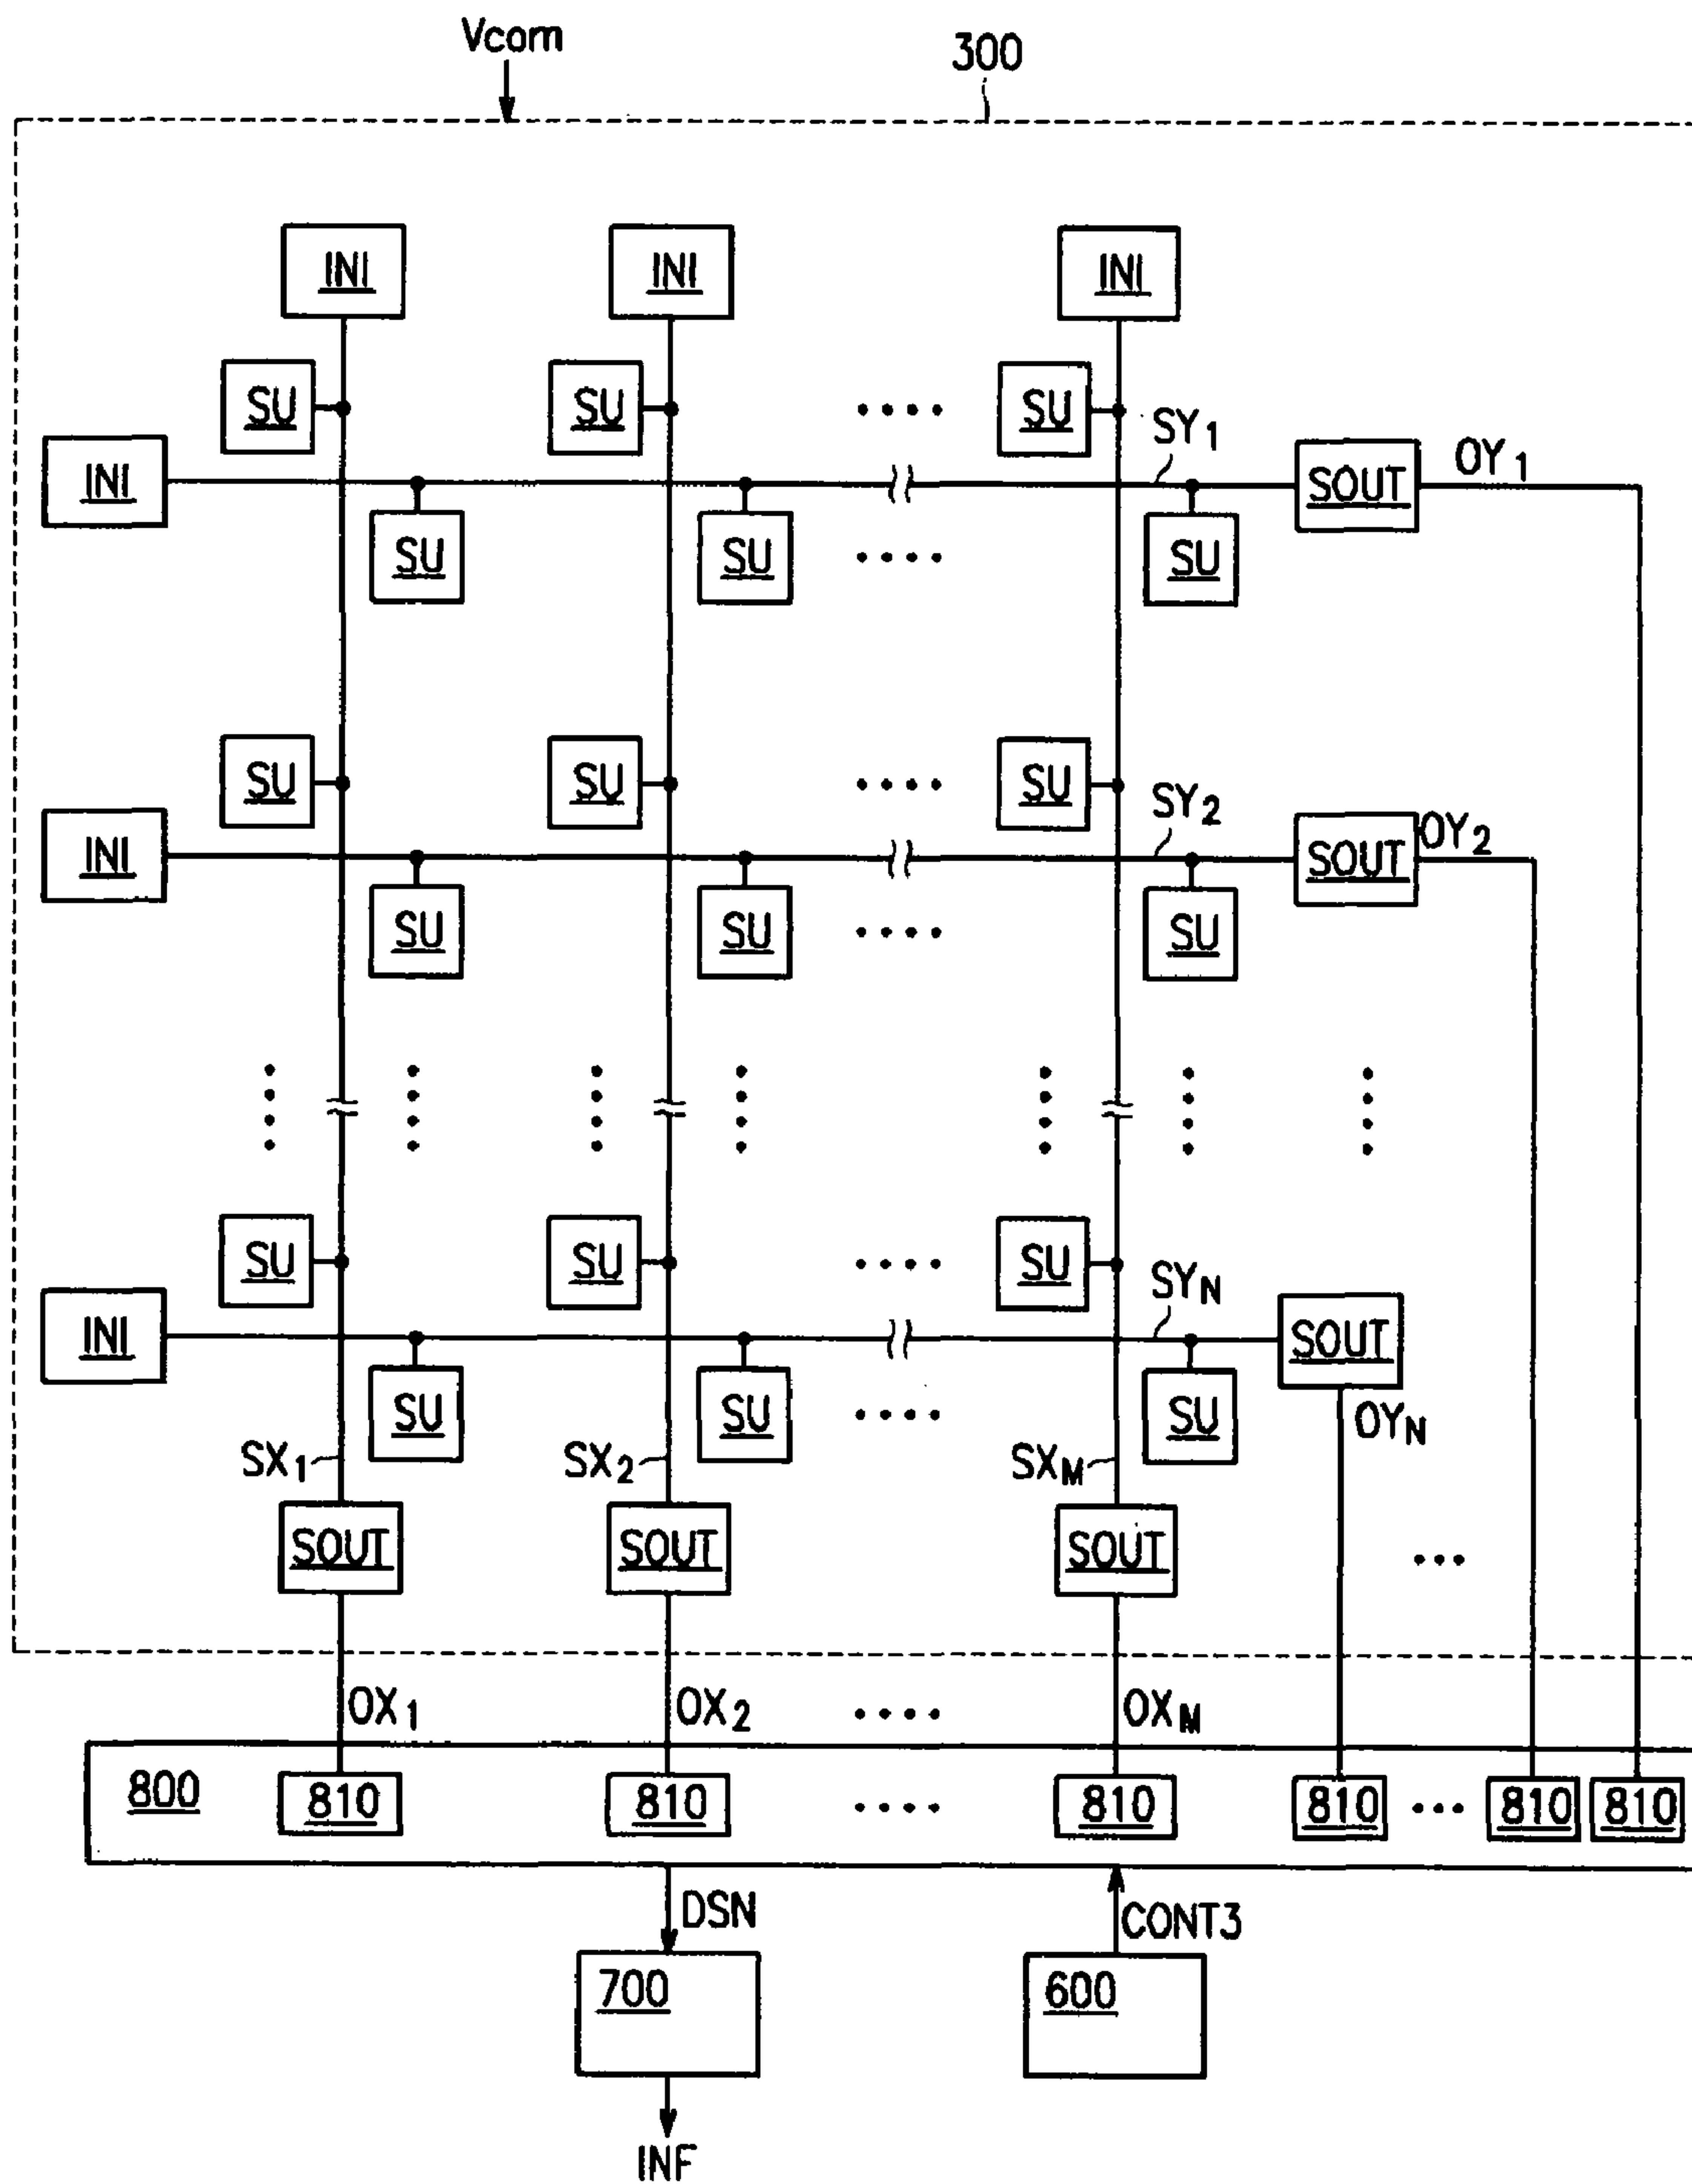 Vcom
300
INI INI INI
SU SU •••• SU
SY1
INI SOUT OY1
SU SU •••• SU
SU SU •••• SU
SY2
INI SOUT OY2
SU SU •••• SU
SU SU •••• SU
SYN
INI SOUT
SU SU •••• SU
OYN
SX1 SX2 SXM
SOUT SOUT SOUT •••
OX1 OX2 •••• OXM
800 810 810 •••• 810 810 ••• 810 810
DSN CONT3
700 600
INF